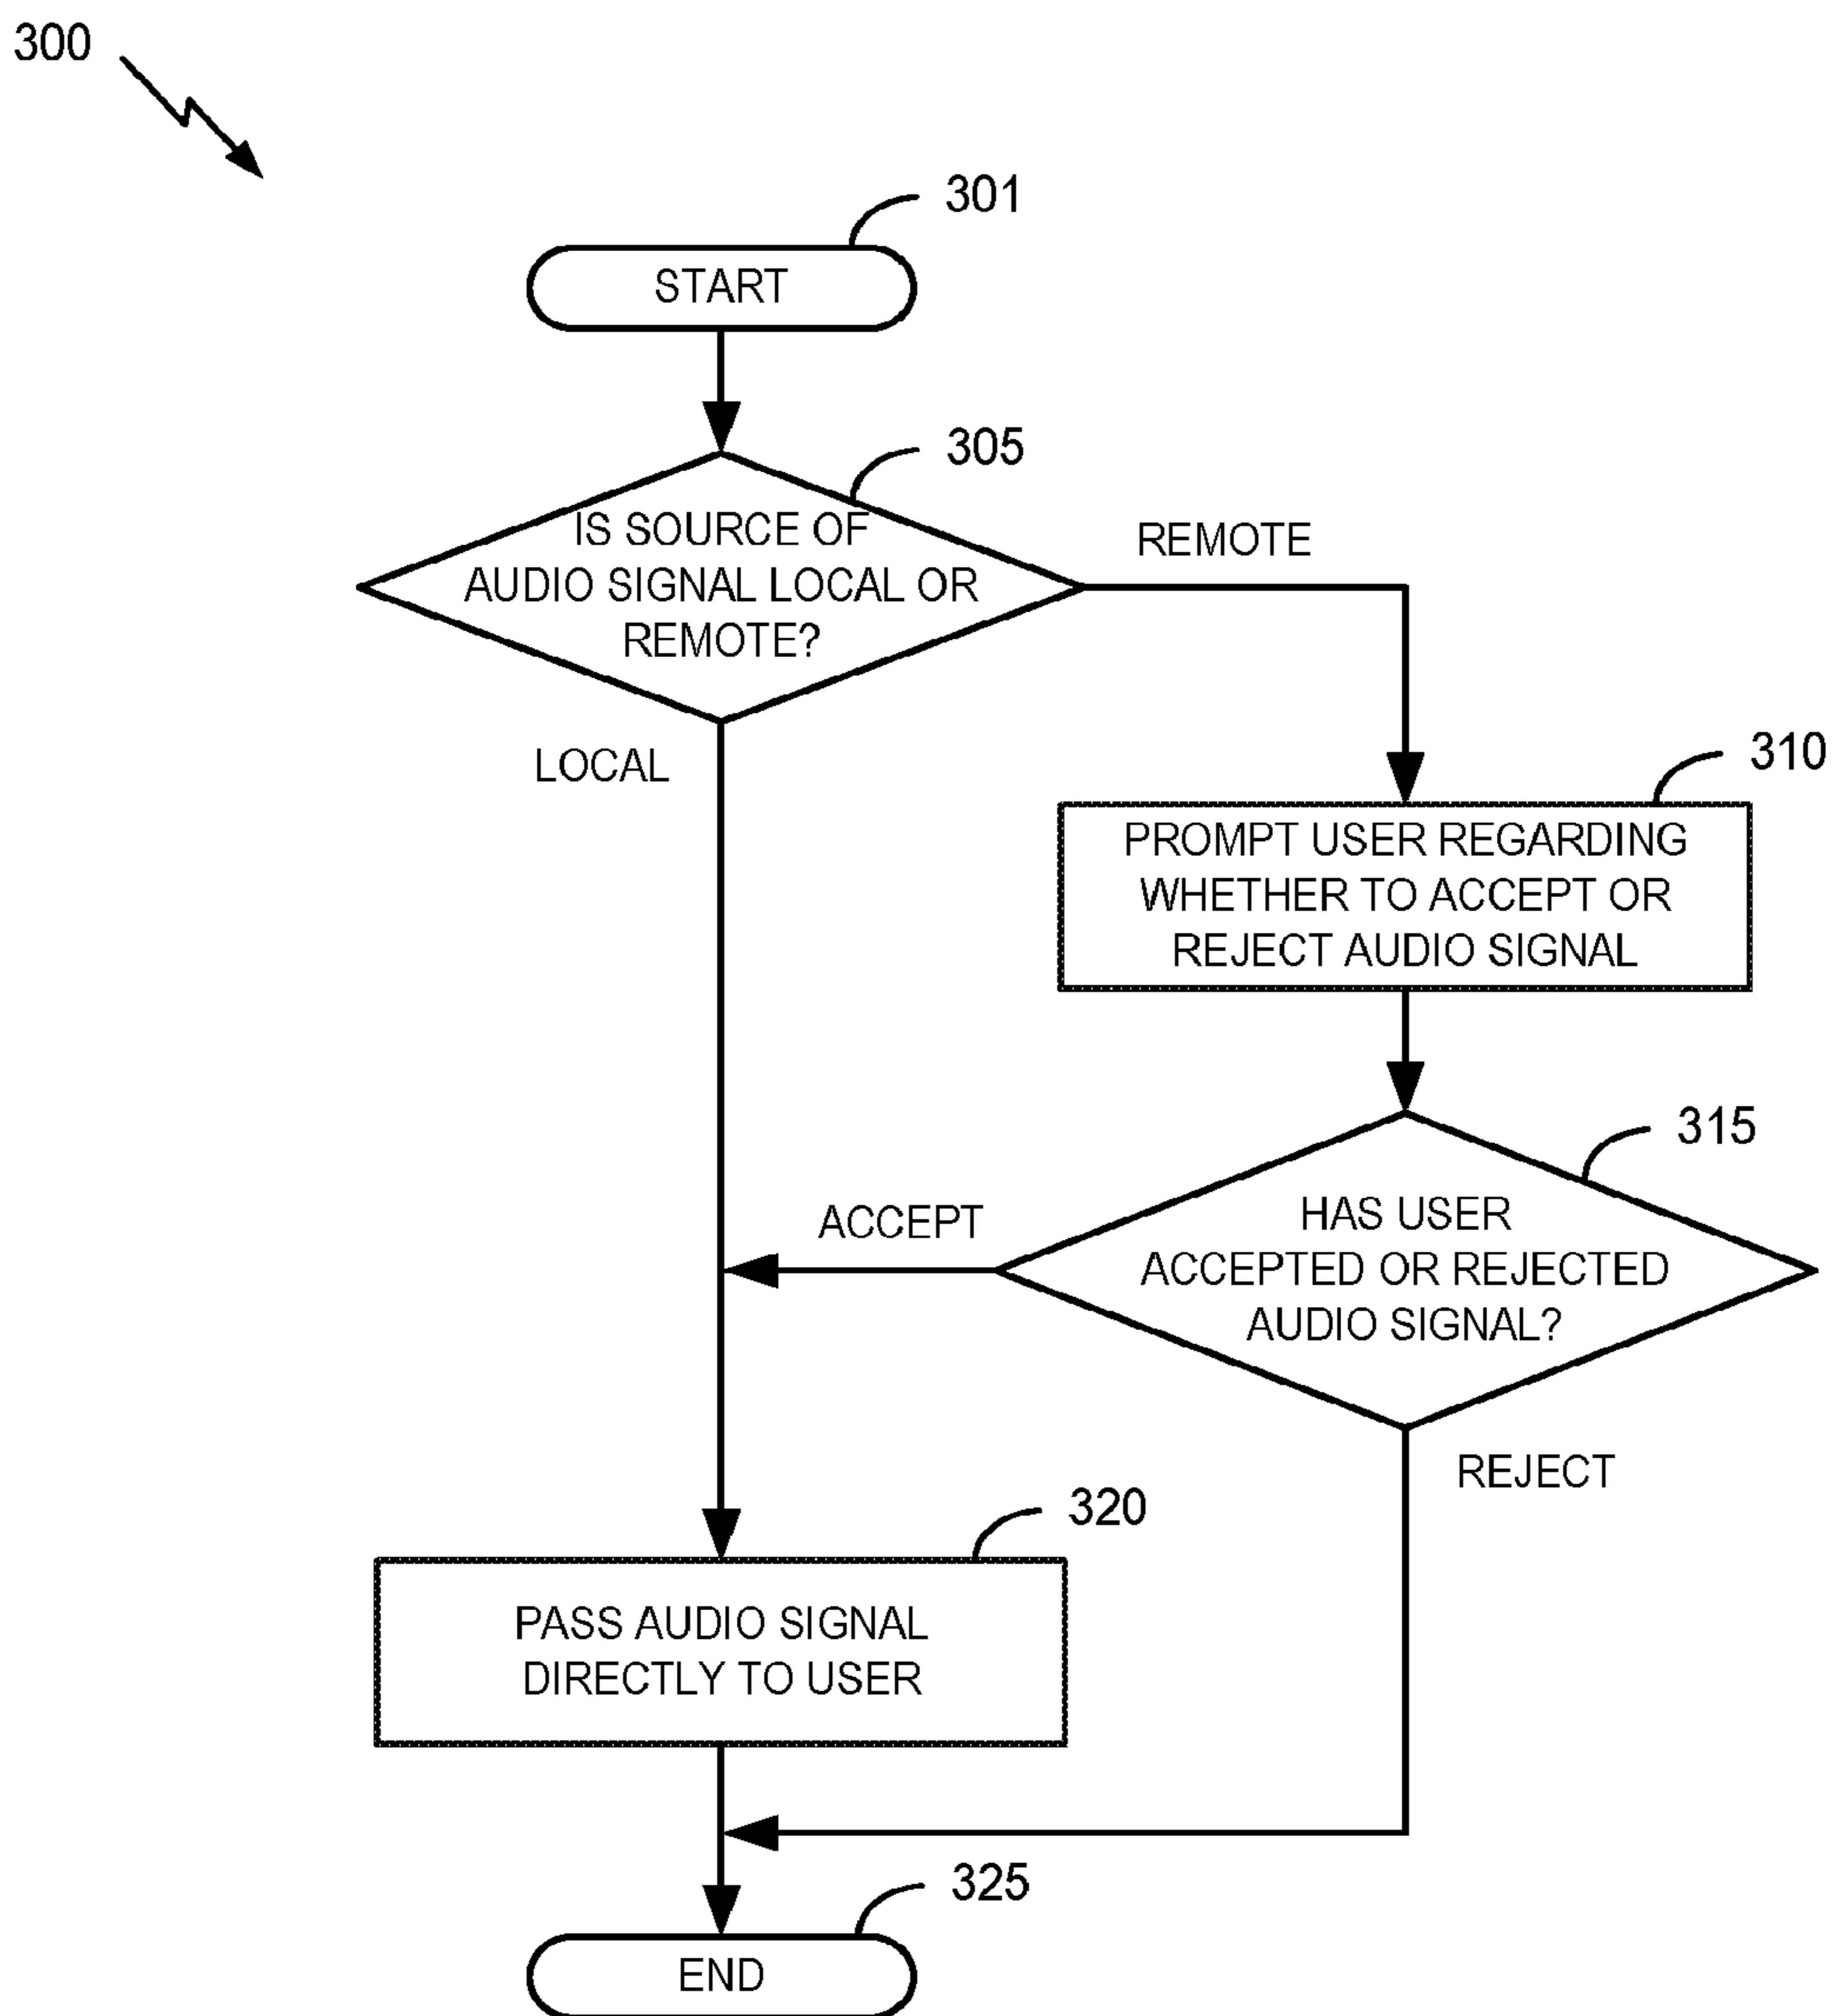 300
301
START
305
IS SOURCE OF
AUDIO SIGNAL LOCAL OR
REMOTE?
REMOTE
LOCAL
310
PROMPT USER REGARDING
WHETHER TO ACCEPT OR
REJECT AUDIO SIGNAL
315
HAS USER
ACCEPTED OR REJECTED
AUDIO SIGNAL?
ACCEPT
REJECT
320
PASS AUDIO SIGNAL
DIRECTLY TO USER
325
END